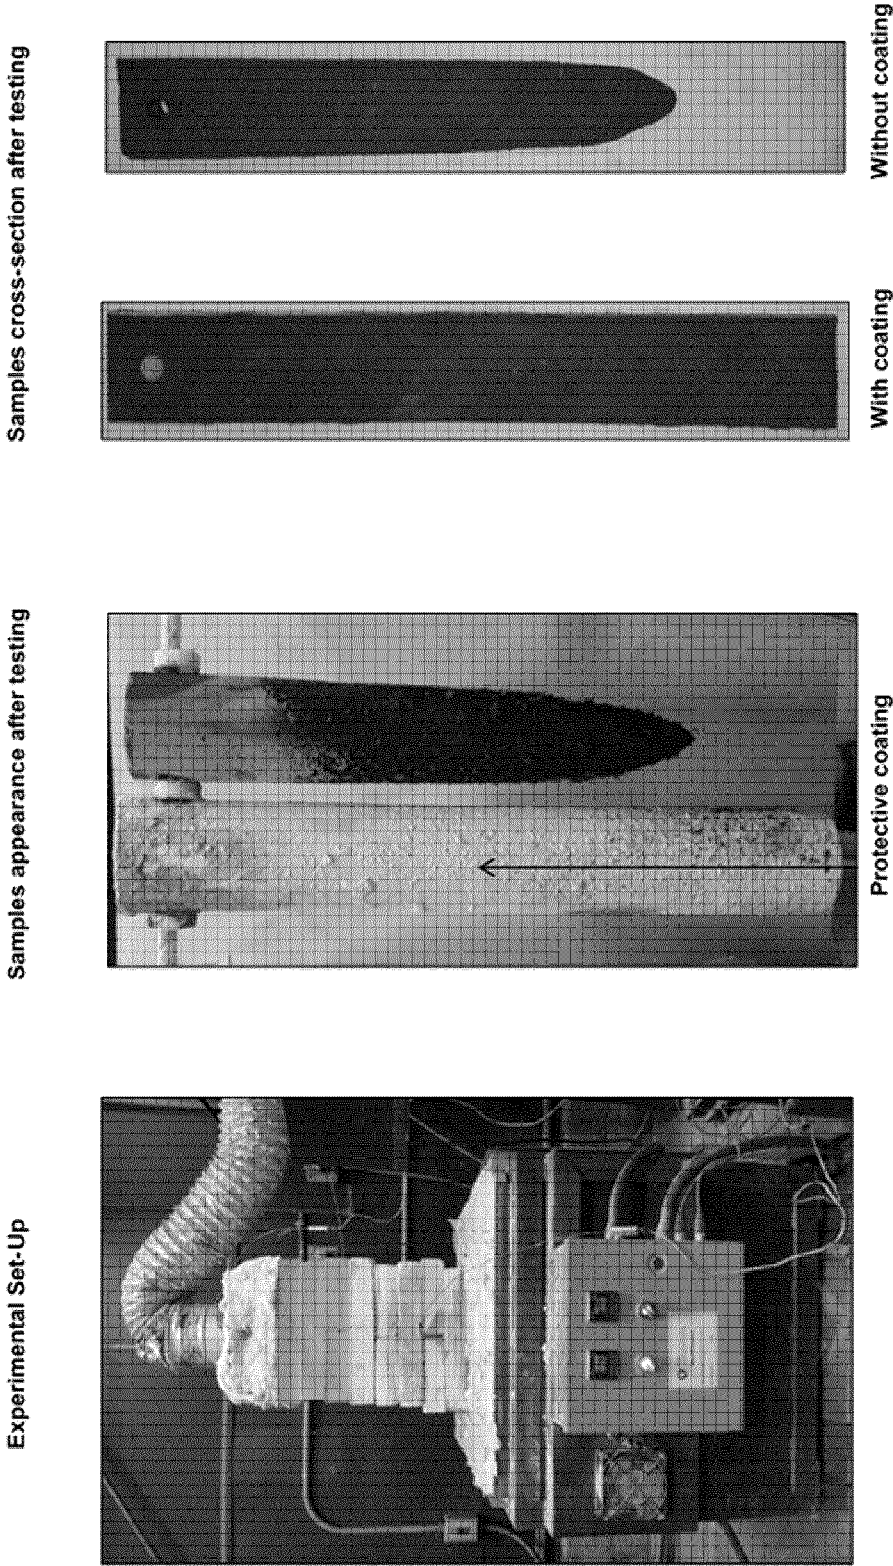 Experimental Set-Up
Samples appearance after testing
Samples cross-section after testing
Protective coating
With coating
Without coating